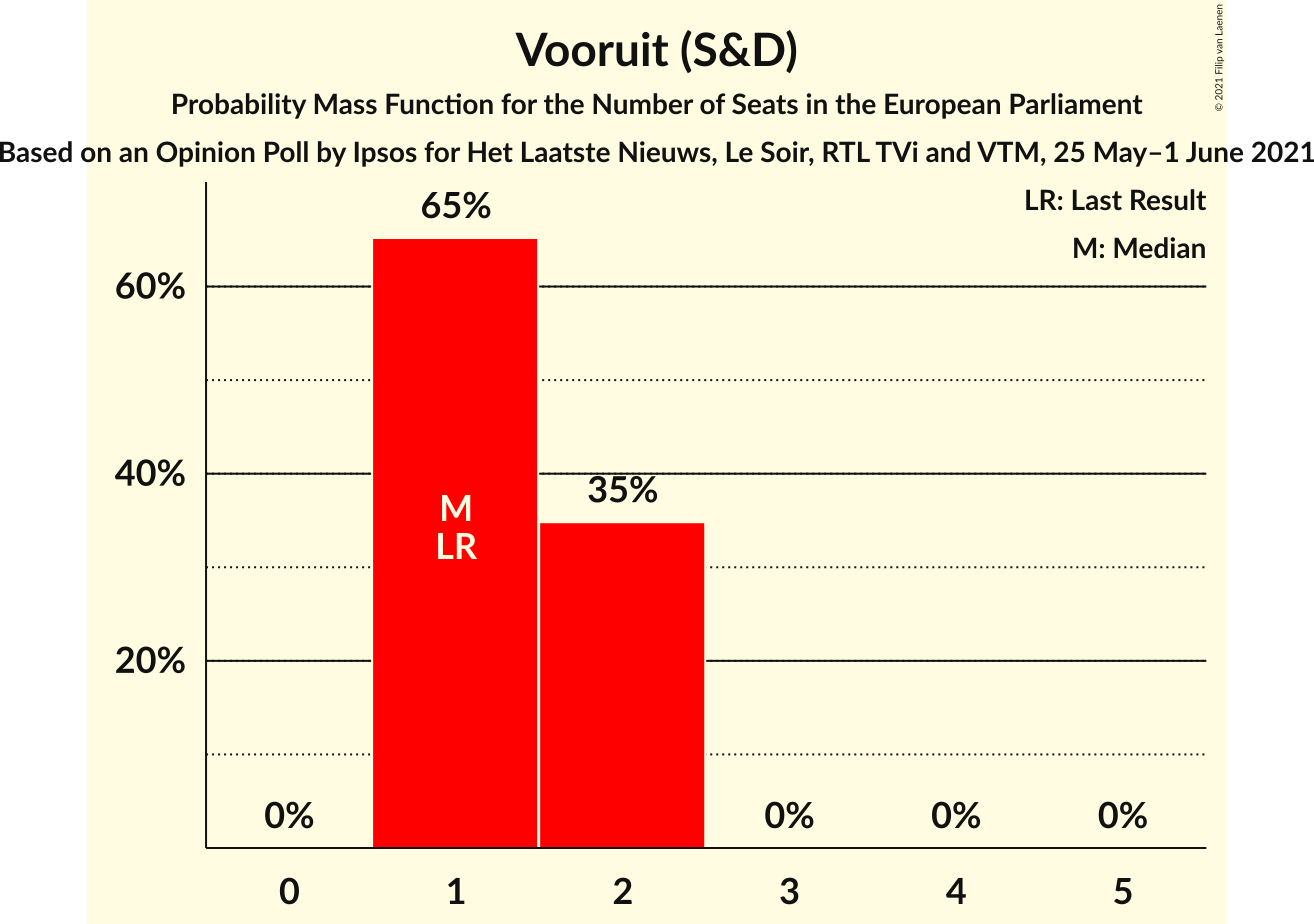 Vooruit (S&D)
Probability Mass Function for the Number of Seats in the European Parliament
Based on an Opinion Poll by Ipsos for Het Laatste Nieuws, Le Soir, RTL TVi and VTM, 25 May–1 June 2021
© 2021 Filip van Laenen
LR: Last Result
M: Median
65%
60%
40%
35%
M
LR
20%
0%
0%
0%
0%
0
1
2
3
4
5